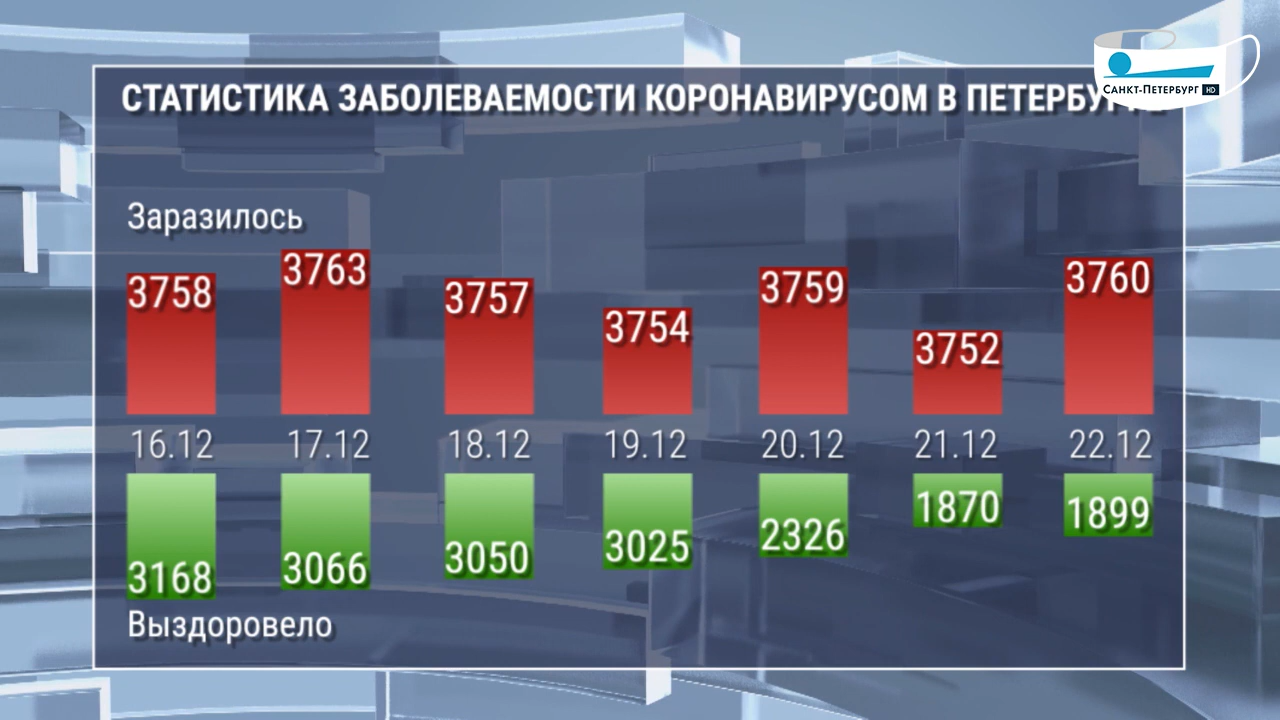 СТАТИСТИКА ЗАБОЛЕВАЕМОСТИ КОРОНАВИРУСОМ В
САНКТ-ПЕТЕРБУРГ HD
Заразилось
3758 3763 3757 3754 3759 3752 3760
16.12 17.12 18.12 19.12 20.12 21.12 22.12
3168 3066 3050 3025 2326 1870 1899
Выздоровело